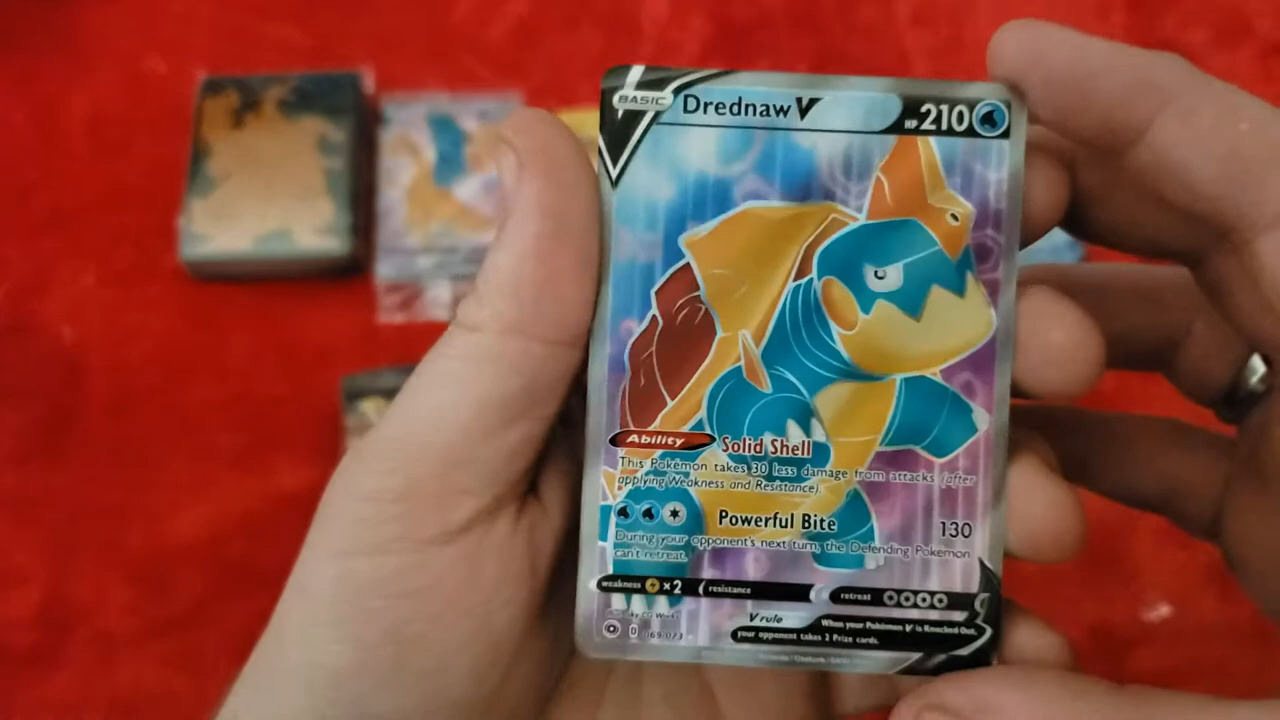 BASIC Drednaw V HP 210
Ability Solid Shell
This Pokémon takes 30 less damage from attacks (after
applying Weakness and Resistance).
Powerful Bite 130
During your opponent's next turn, the Defending Pokémon
can't retreat.
weakness ×2 resistance retreat
V rule When your Pokémon V is Knocked Out,
your opponent takes 2 Prize cards.
D 069/073